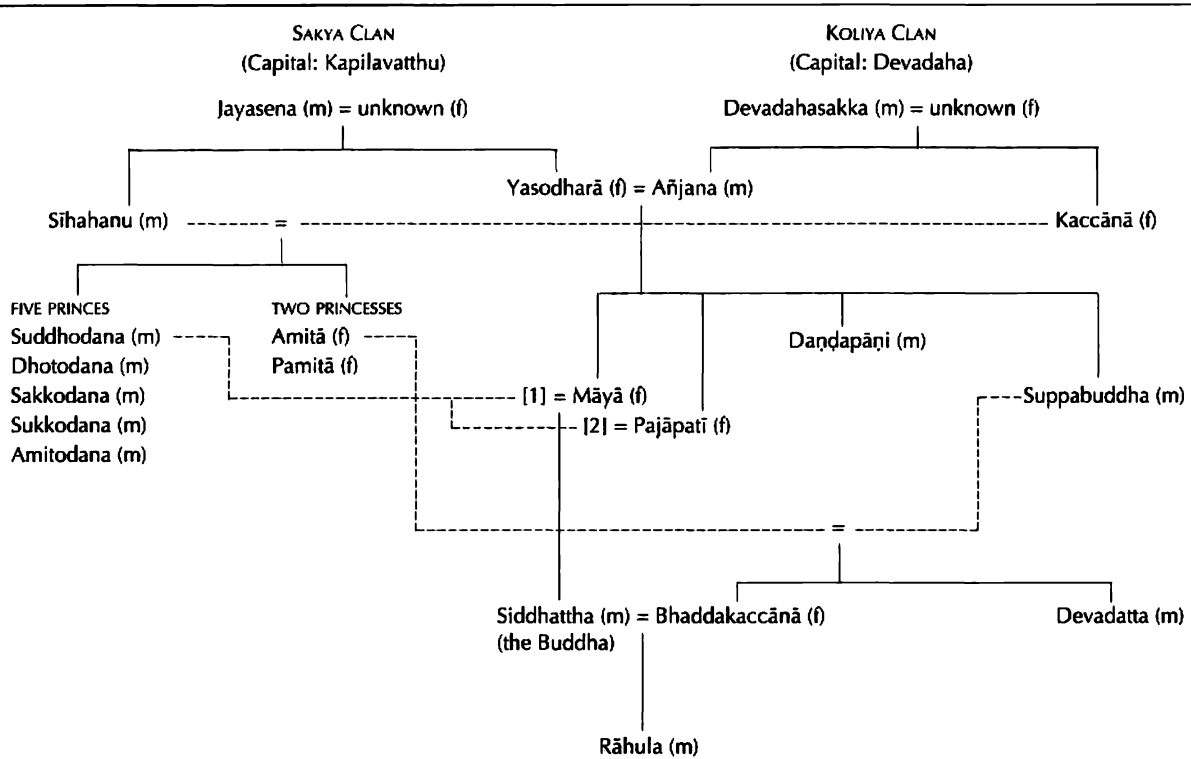 SAKYA CLAN
(Capital: Kapilavatthu)
KOLIYA CLAN
(Capital: Devadaha)
Jayasena (m) = unknown (f)
Devadahasakka (m) = unknown (f)
Yasodharā (f) = Añjana (m)
Sīhahanu (m) = Kaccānā (f)
FIVE PRINCES
Suddhodana (m)
Dhotodana (m)
Sakkodana (m)
Sukkodana (m)
Amitodana (m)
TWO PRINCESSES
Amitā (f)
Pamitā (f)
Daṇḍapāṇi (m)
[1] = Māyā (f)
Suppabuddha (m)
[2] = Pajāpatī (f)
=
Siddhattha (m) = Bhaddakaccānā (f)
(the Buddha)
Devadatta (m)
Rāhula (m)